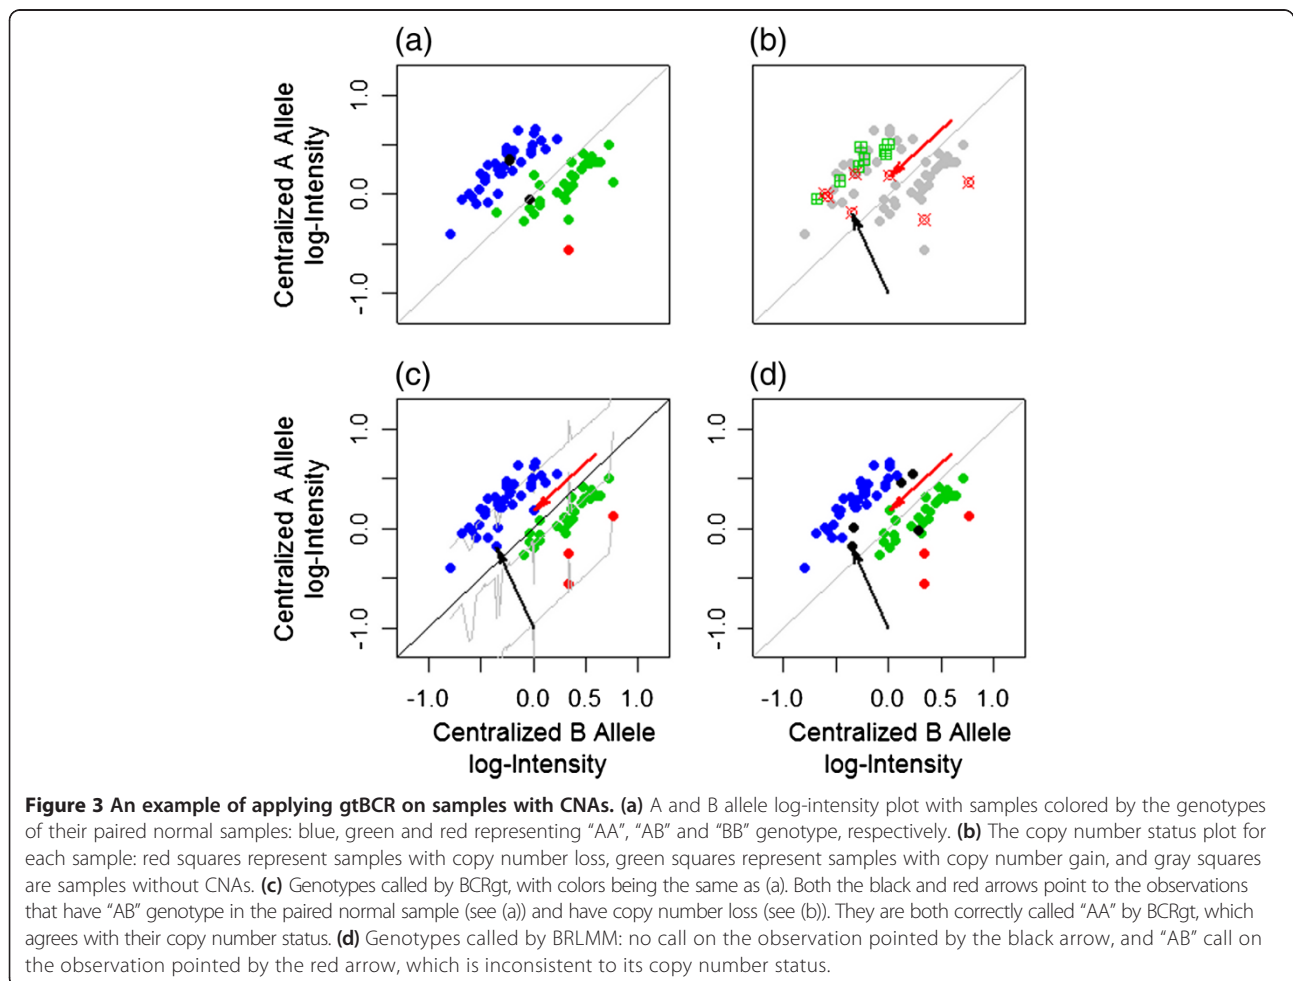 (a)
(b)
Centralized A Allele
log-Intensity
1.0
0.0
-1.0
1.0
0.0
-1.0
(c)
(d)
Centralized A Allele
log-Intensity
1.0
0.0
-1.0
1.0
0.0
-1.0
-1.0 0.0 0.5 1.0
-1.0 0.0 0.5 1.0
Centralized B Allele
log-Intensity
Centralized B Allele
log-Intensity
Figure 3 An example of applying gtBCR on samples with CNAs. (a) A and B allele log-intensity plot with samples colored by the genotypes
of their paired normal samples: blue, green and red representing “AA”, “AB” and “BB” genotype, respectively. (b) The copy number status plot for
each sample: red squares represent samples with copy number loss, green squares represent samples with copy number gain, and gray squares
are samples without CNAs. (c) Genotypes called by BCRgt, with colors being the same as (a). Both the black and red arrows point to the observations
that have “AB” genotype in the paired normal sample (see (a)) and have copy number loss (see (b)). They are both correctly called “AA” by BCRgt, which
agrees with their copy number status. (d) Genotypes called by BRLMM: no call on the observation pointed by the black arrow, and “AB” call on
the observation pointed by the red arrow, which is inconsistent to its copy number status.